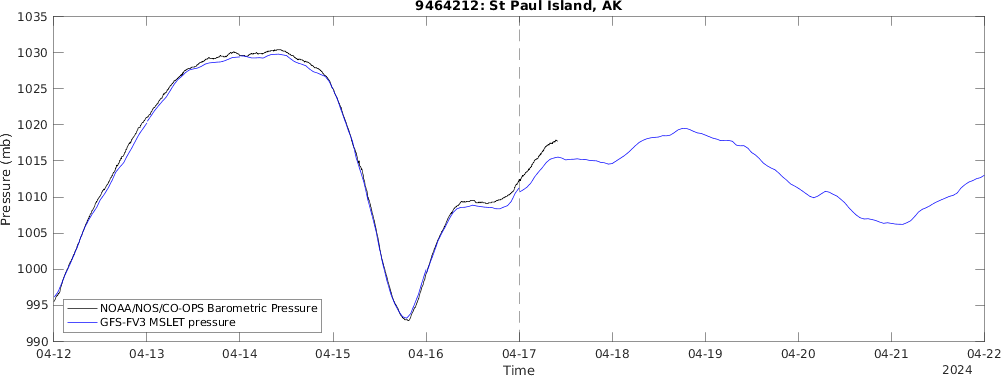 9464212: St Paul Island, AK
Pressure (mb)
1035
1030
1025
1020
1015
1010
1005
1000
995
990
NOAA/NOS/CO-OPS Barometric Pressure
GFS-FV3 MSLET pressure
04-12 04-13 04-14 04-15 04-16 04-17 04-18 04-19 04-20 04-21 04-22
Time
2024